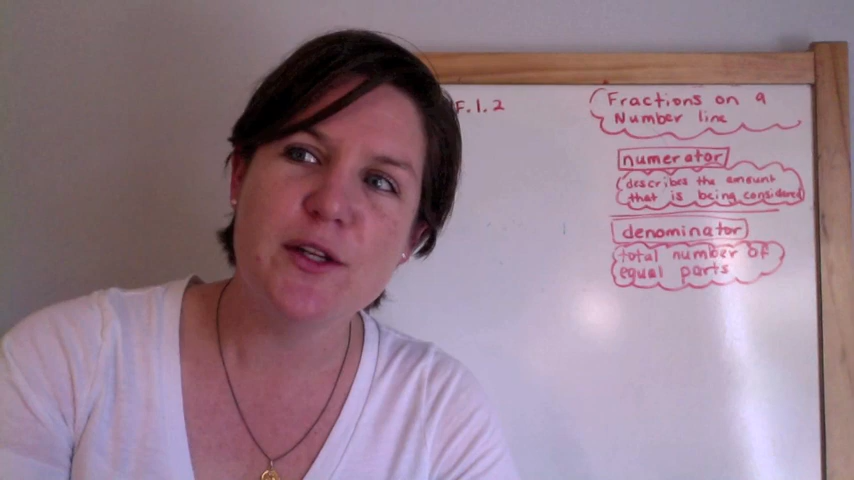 F.1.2
Fractions on a
Number line
numerator
describes the amount
that is being considered
denominator
total number of
equal parts